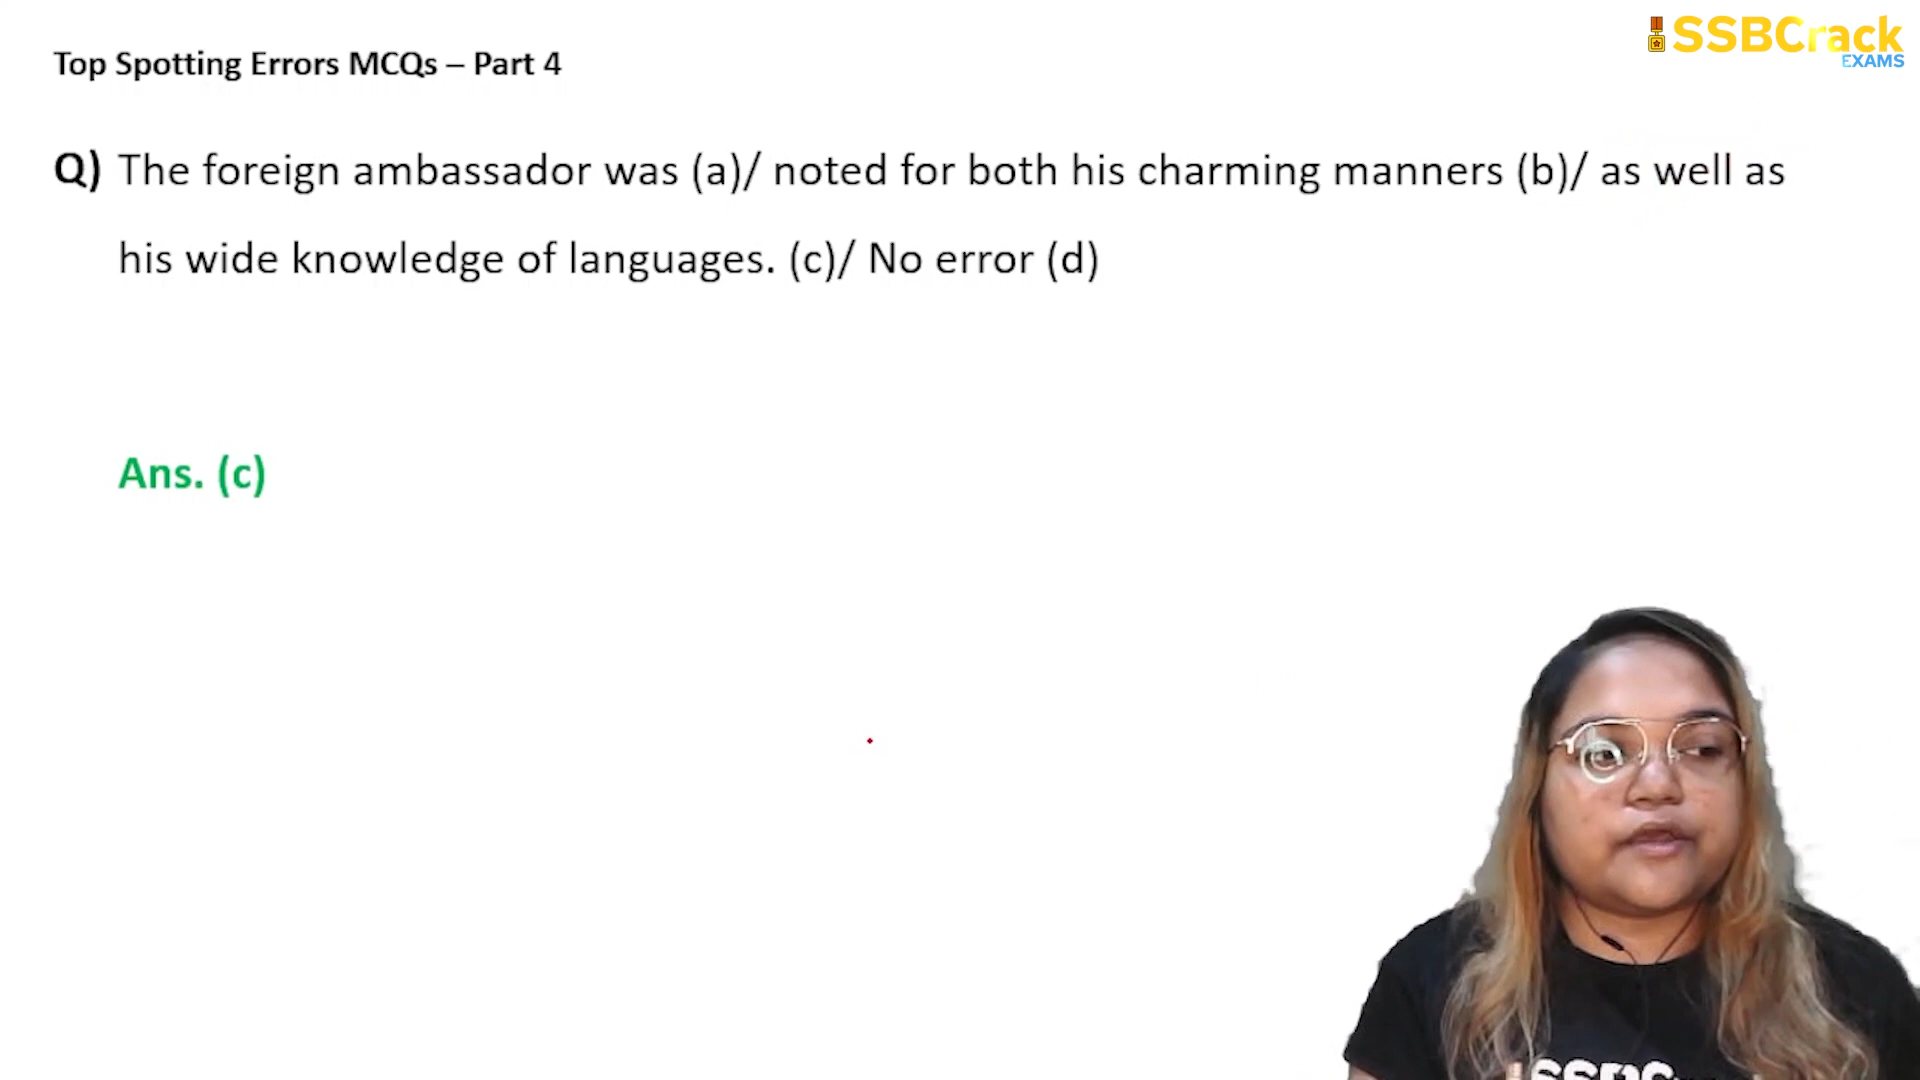 SSBCrack
EXAMS
Top Spotting Errors MCQs – Part 4
Q) The foreign ambassador was (a)/ noted for both his charming manners (b)/ as well as
his wide knowledge of languages. (c)/ No error (d)
Ans. (c)